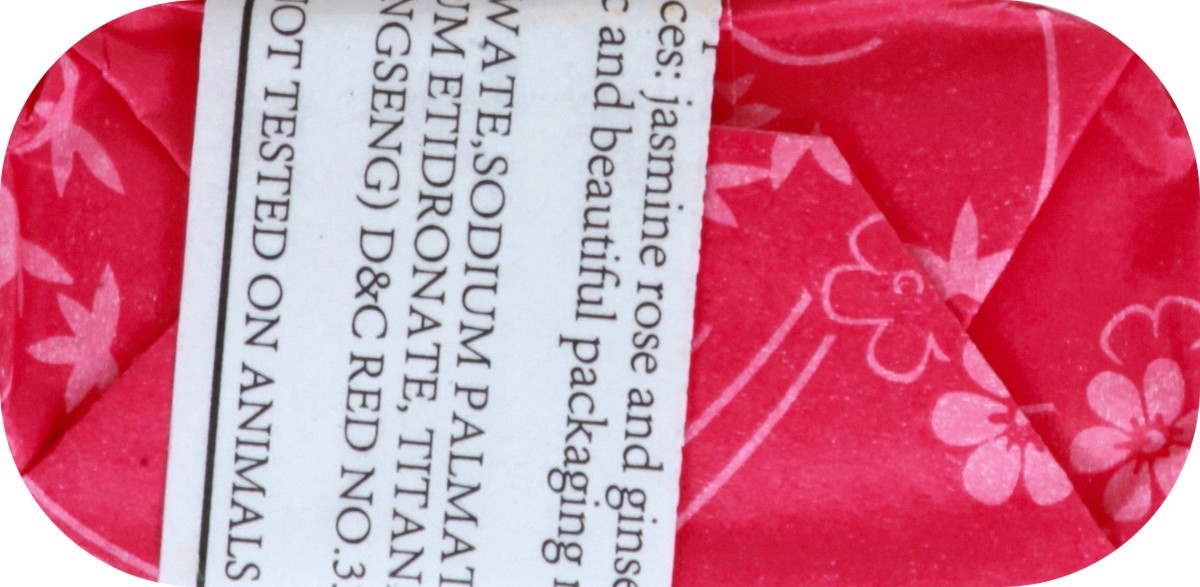 ces: jasmine rose and ginse
c and beautiful packaging
WATE,SODIUM PALMAT
UM ETIDRONATE, TITAN
NGSENG) D&C RED NO.3
NOT TESTED ON ANIMALS